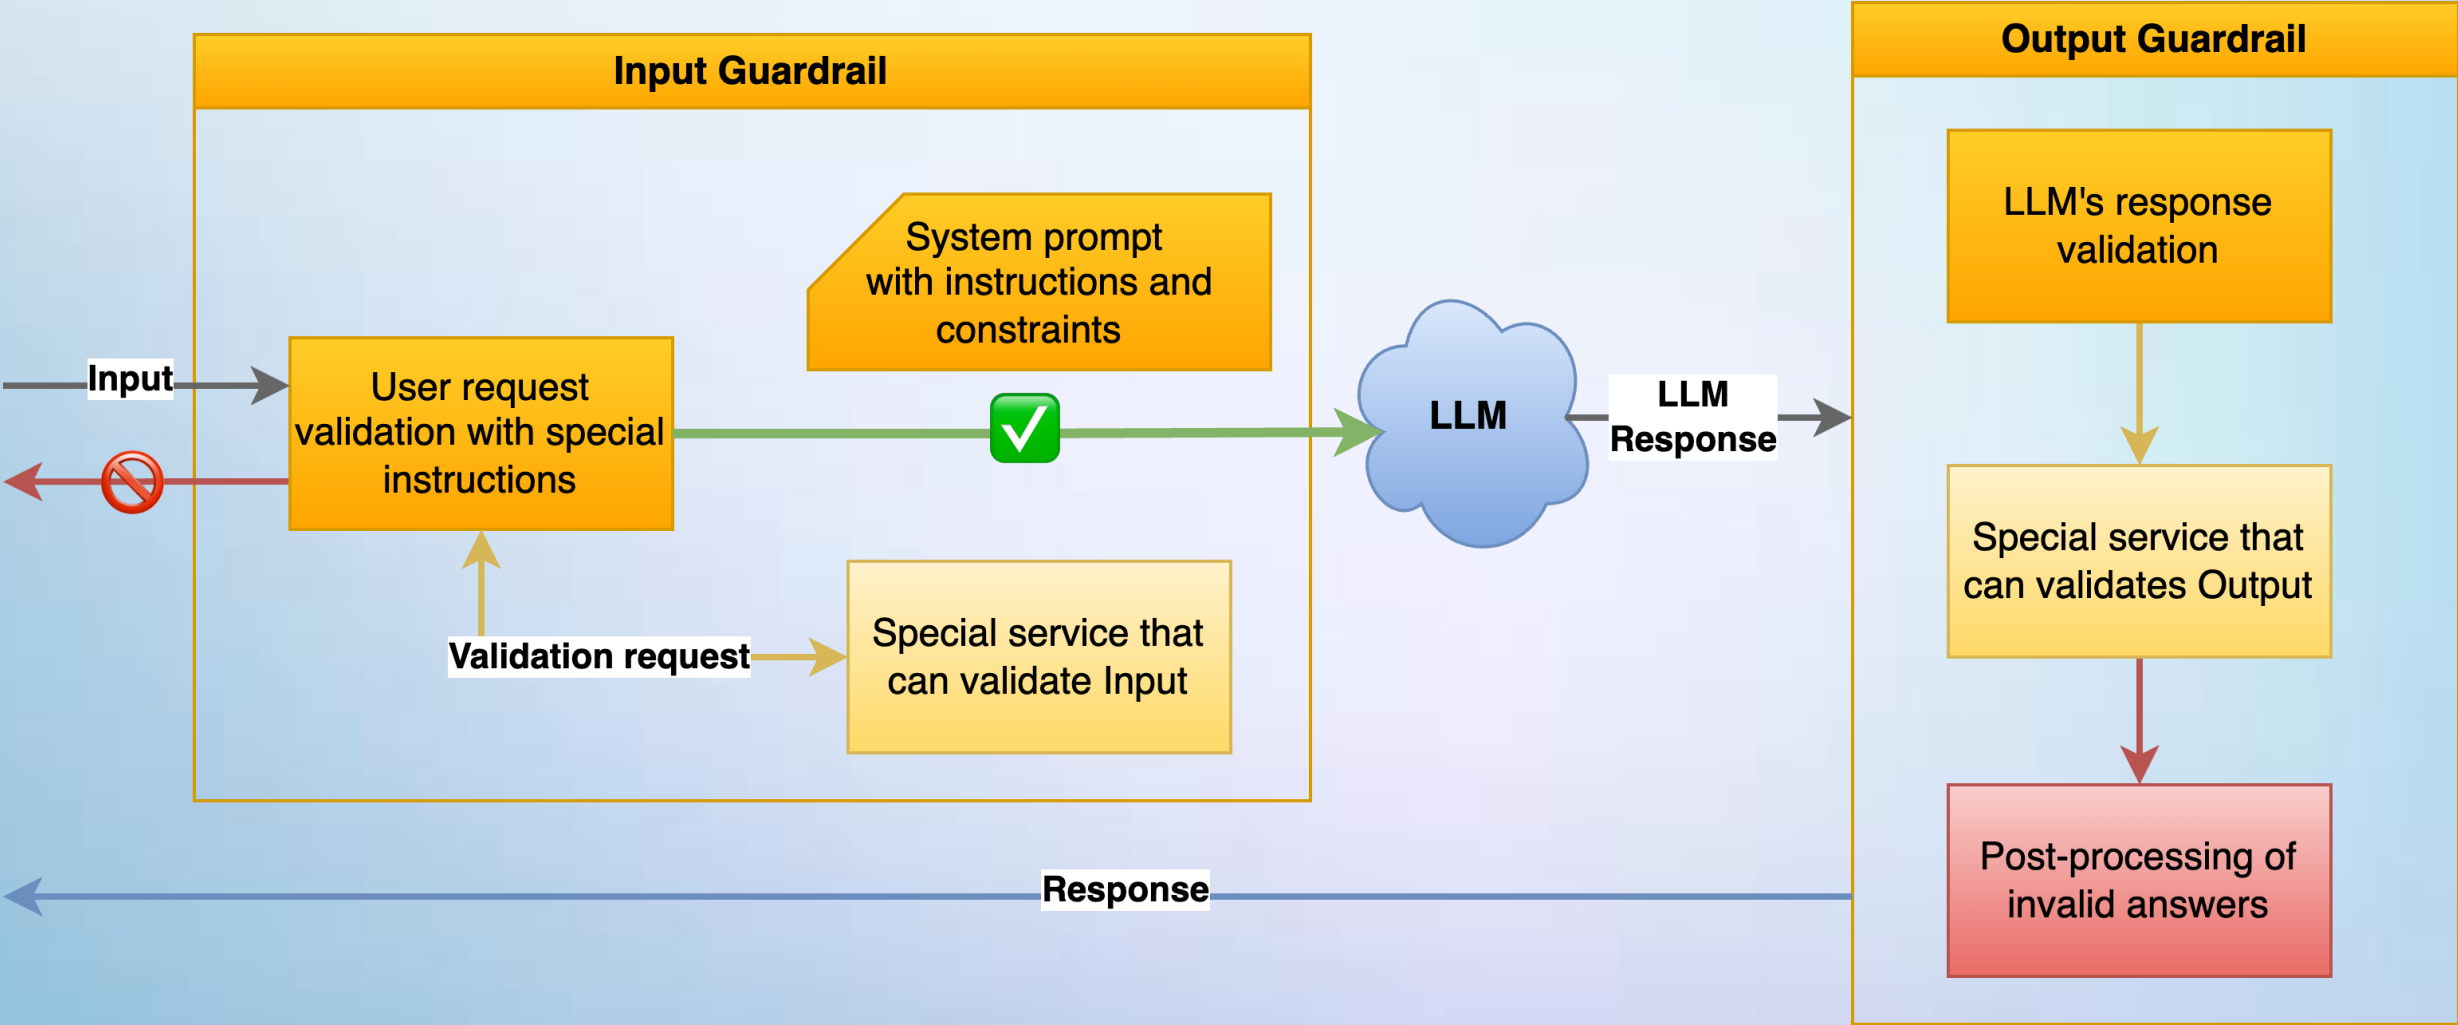 Input Guardrail
System prompt
with instructions and
constraints
Input
User request
validation with special
instructions
Validation request
Special service that
can validate Input
LLM
LLM
Response
Output Guardrail
LLM's response
validation
Special service that
can validates Output
Post-processing of
invalid answers
Response